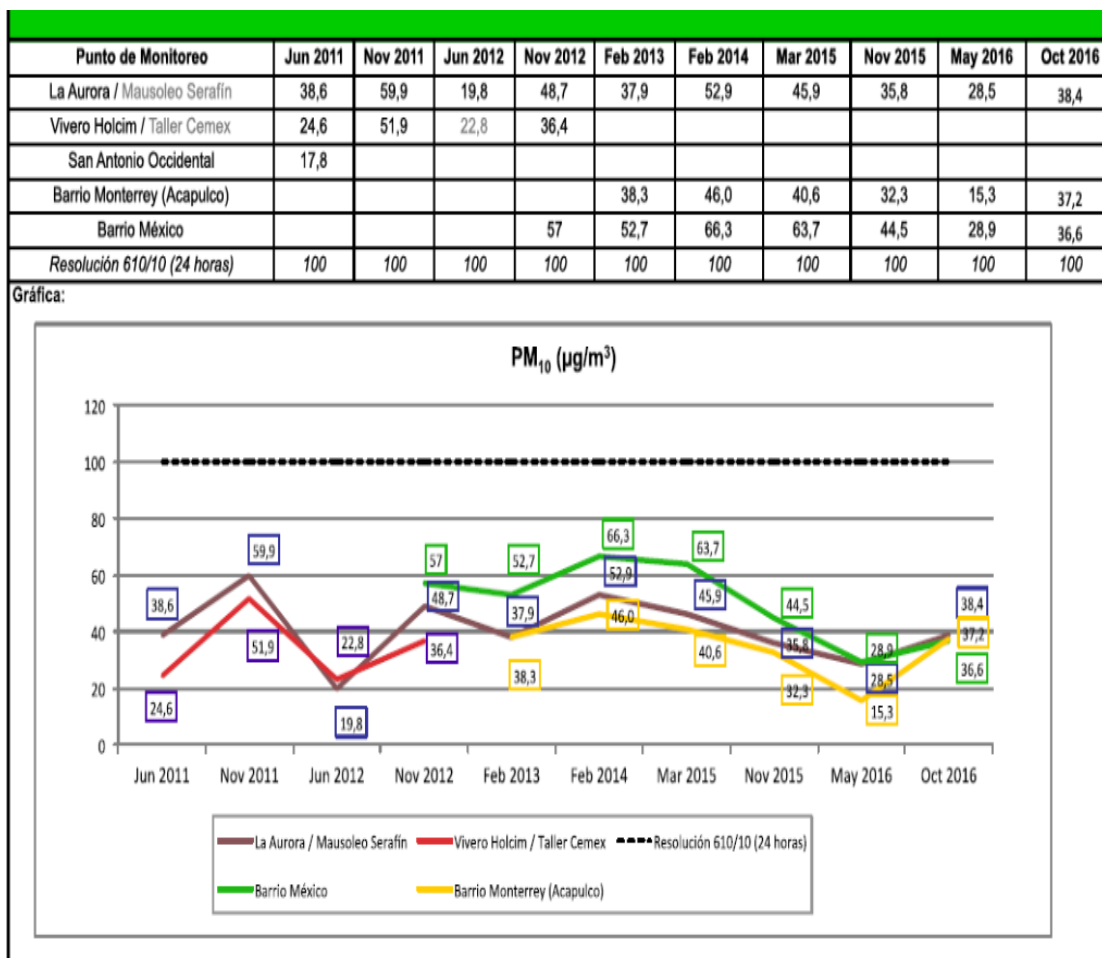 Punto de Monitoreo Jun 2011 Nov 2011 Jun 2012 Nov 2012 Feb 2013 Feb 2014 Mar 2015 Nov 2015 May 2016 Oct 2016
La Aurora / Mausoleo Serafín 38,6 59,9 19,8 48,7 37,9 52,9 45,9 35,8 28,5 38,4
Vivero Holcim / Taller Cemex 24,6 51,9 22,8 36,4
San Antonio Occidental 17,8
Barrio Monterrey (Acapulco) 38,3 46,0 40,6 32,3 15,3 37,2
Barrio México 57 52,7 66,3 63,7 44,5 28,9 36,6
Resolución 610/10 (24 horas) 100 100 100 100 100 100 100 100 100 100
Gráfica:
PM₁₀ (µg/m³)
120
100
80
60
40
20
0
66,3
63,7
59,9
57
52,7
52,9
38,6
48,7
37,9
45,9
44,5
38,4
51,9
22,8
36,4
46,0
40,6
35,8
28,9
37,2
24,6
19,8
38,3
32,3
28,5
15,3
36,6
Jun 2011 Nov 2011 Jun 2012 Nov 2012 Feb 2013 Feb 2014 Mar 2015 Nov 2015 May 2016 Oct 2016
La Aurora / Mausoleo Serafín Vivero Holcim / Taller Cemex Resolución 610/10 (24 horas)
Barrio México Barrio Monterrey (Acapulco)